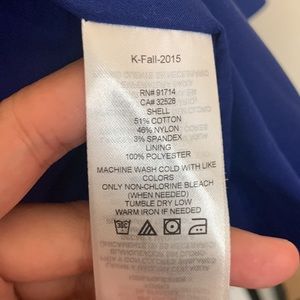 K-Fall-2015
RN# 91714
CA# 32528
SHELL
51% COTTON
46% NYLON
3% SPANDEX
LINING
100% POLYESTER
MACHINE WASH COLD WITH LIKE
COLORS
ONLY NON-CHLORINE BLEACH
(WHEN NEEDED)
TUMBLE DRY LOW
WARM IRON IF NEEDED